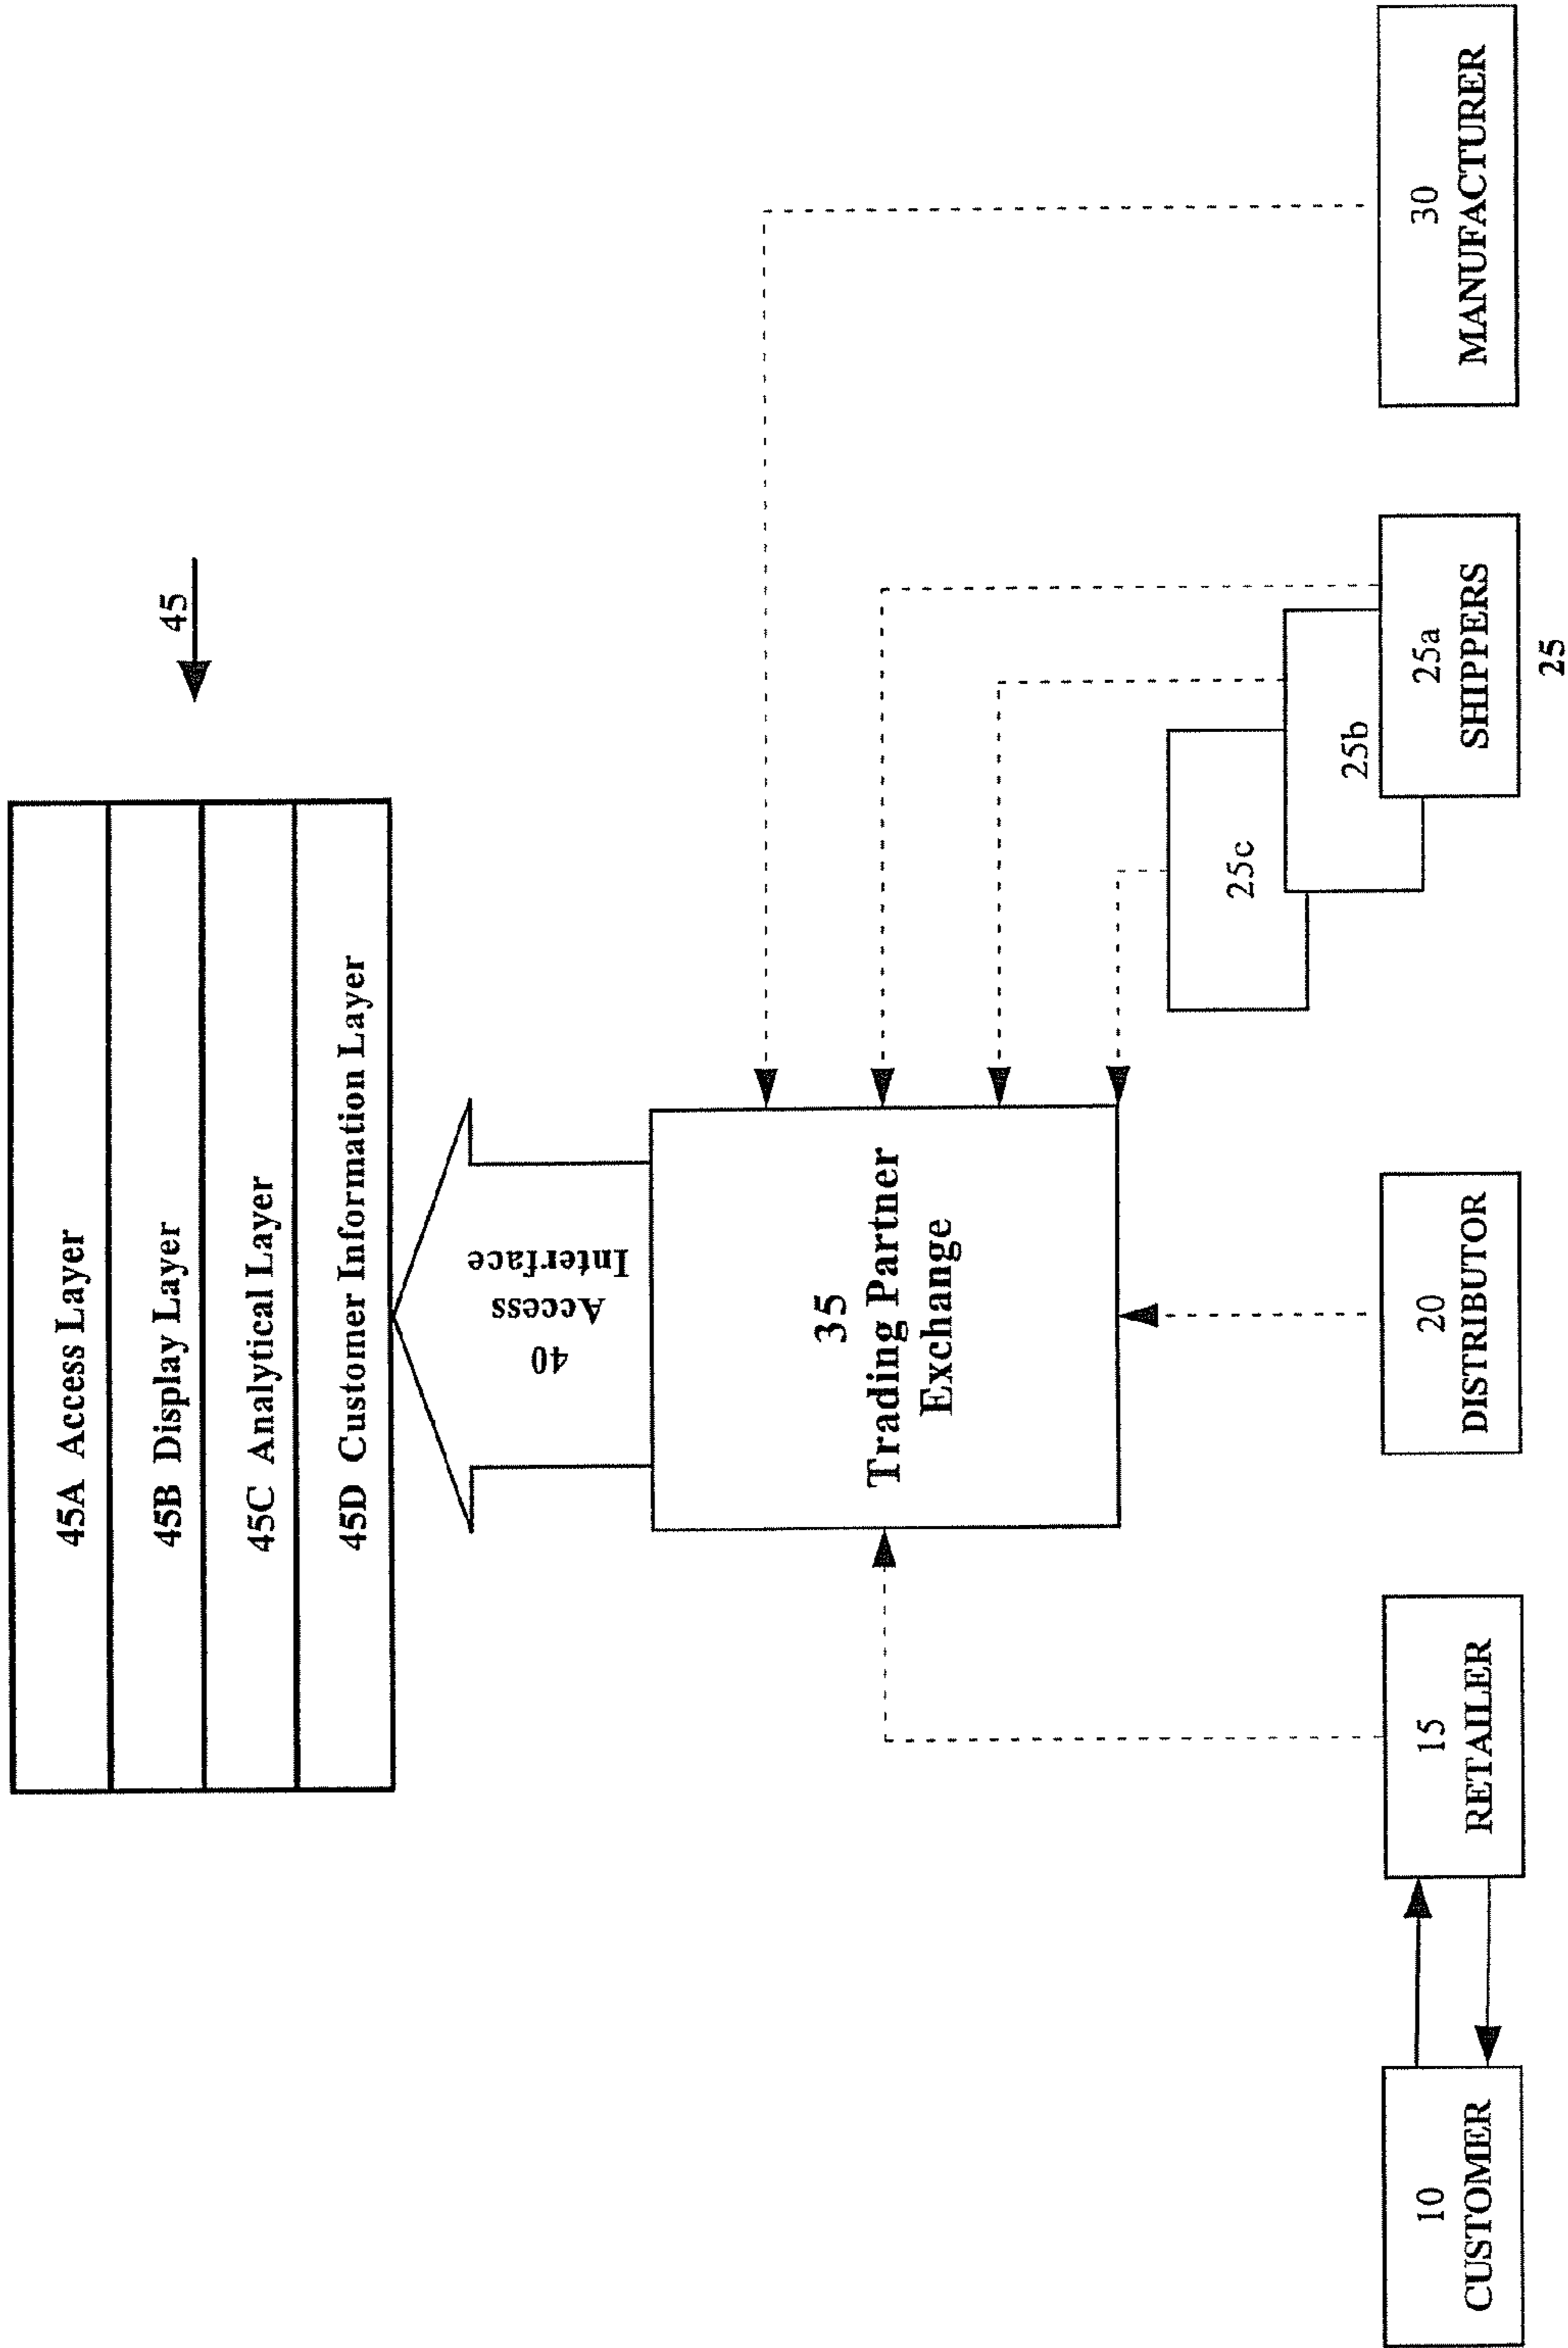 45
45A Access Layer
45B Display Layer
45C Analytical Layer
45D Customer Information Layer
40
Access
Interface
35
Trading Partner
Exchange
10
CUSTOMER
15
RETAILER
20
DISTRIBUTOR
25c
25b
25a
SHIPPERS
25
30
MANUFACTURER